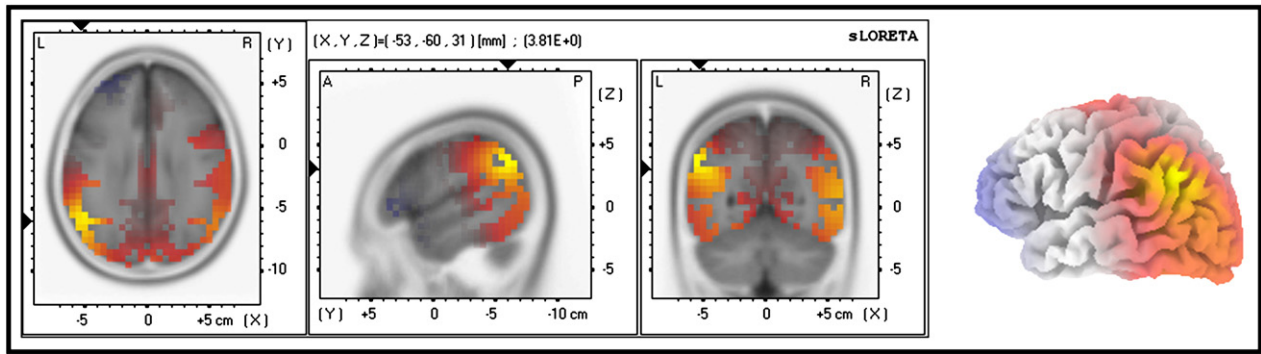 (X,Y,Z)=( -53 , -60 , 31 ) [mm] ; (3.81E+0)
sLORETA
L R (Y)
+5
0
-5
-10
-5 0 +5 cm (X)
A P (Z)
+5
0
-5
(Y) +5 0 -5 -10 cm
L R (Z)
+5
0
-5
-5 0 +5 cm (X)